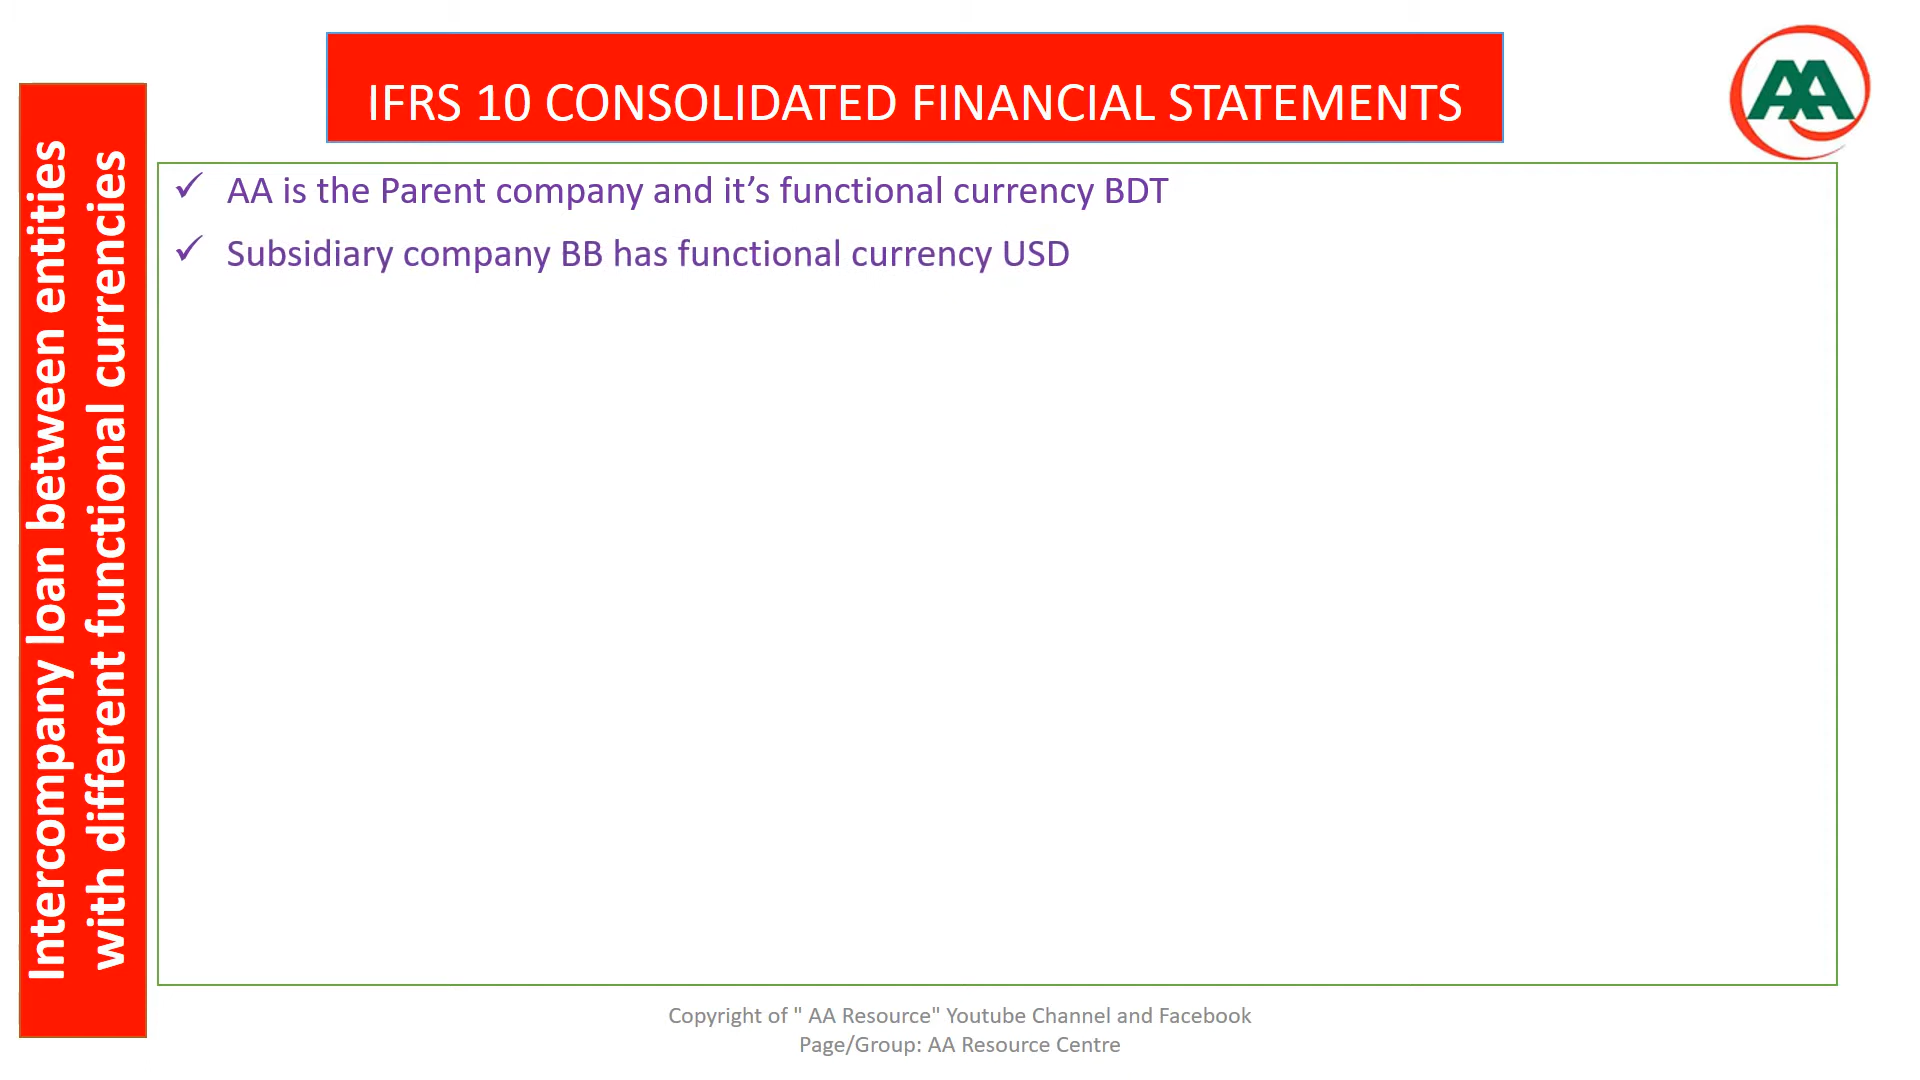 IFRS 10 CONSOLIDATED FINANCIAL STATEMENTS
AA
Intercompany loan between entities
with different functional currencies
✓ AA is the Parent company and it’s functional currency BDT
✓ Subsidiary company BB has functional currency USD
Copyright of " AA Resource" Youtube Channel and Facebook
Page/Group: AA Resource Centre